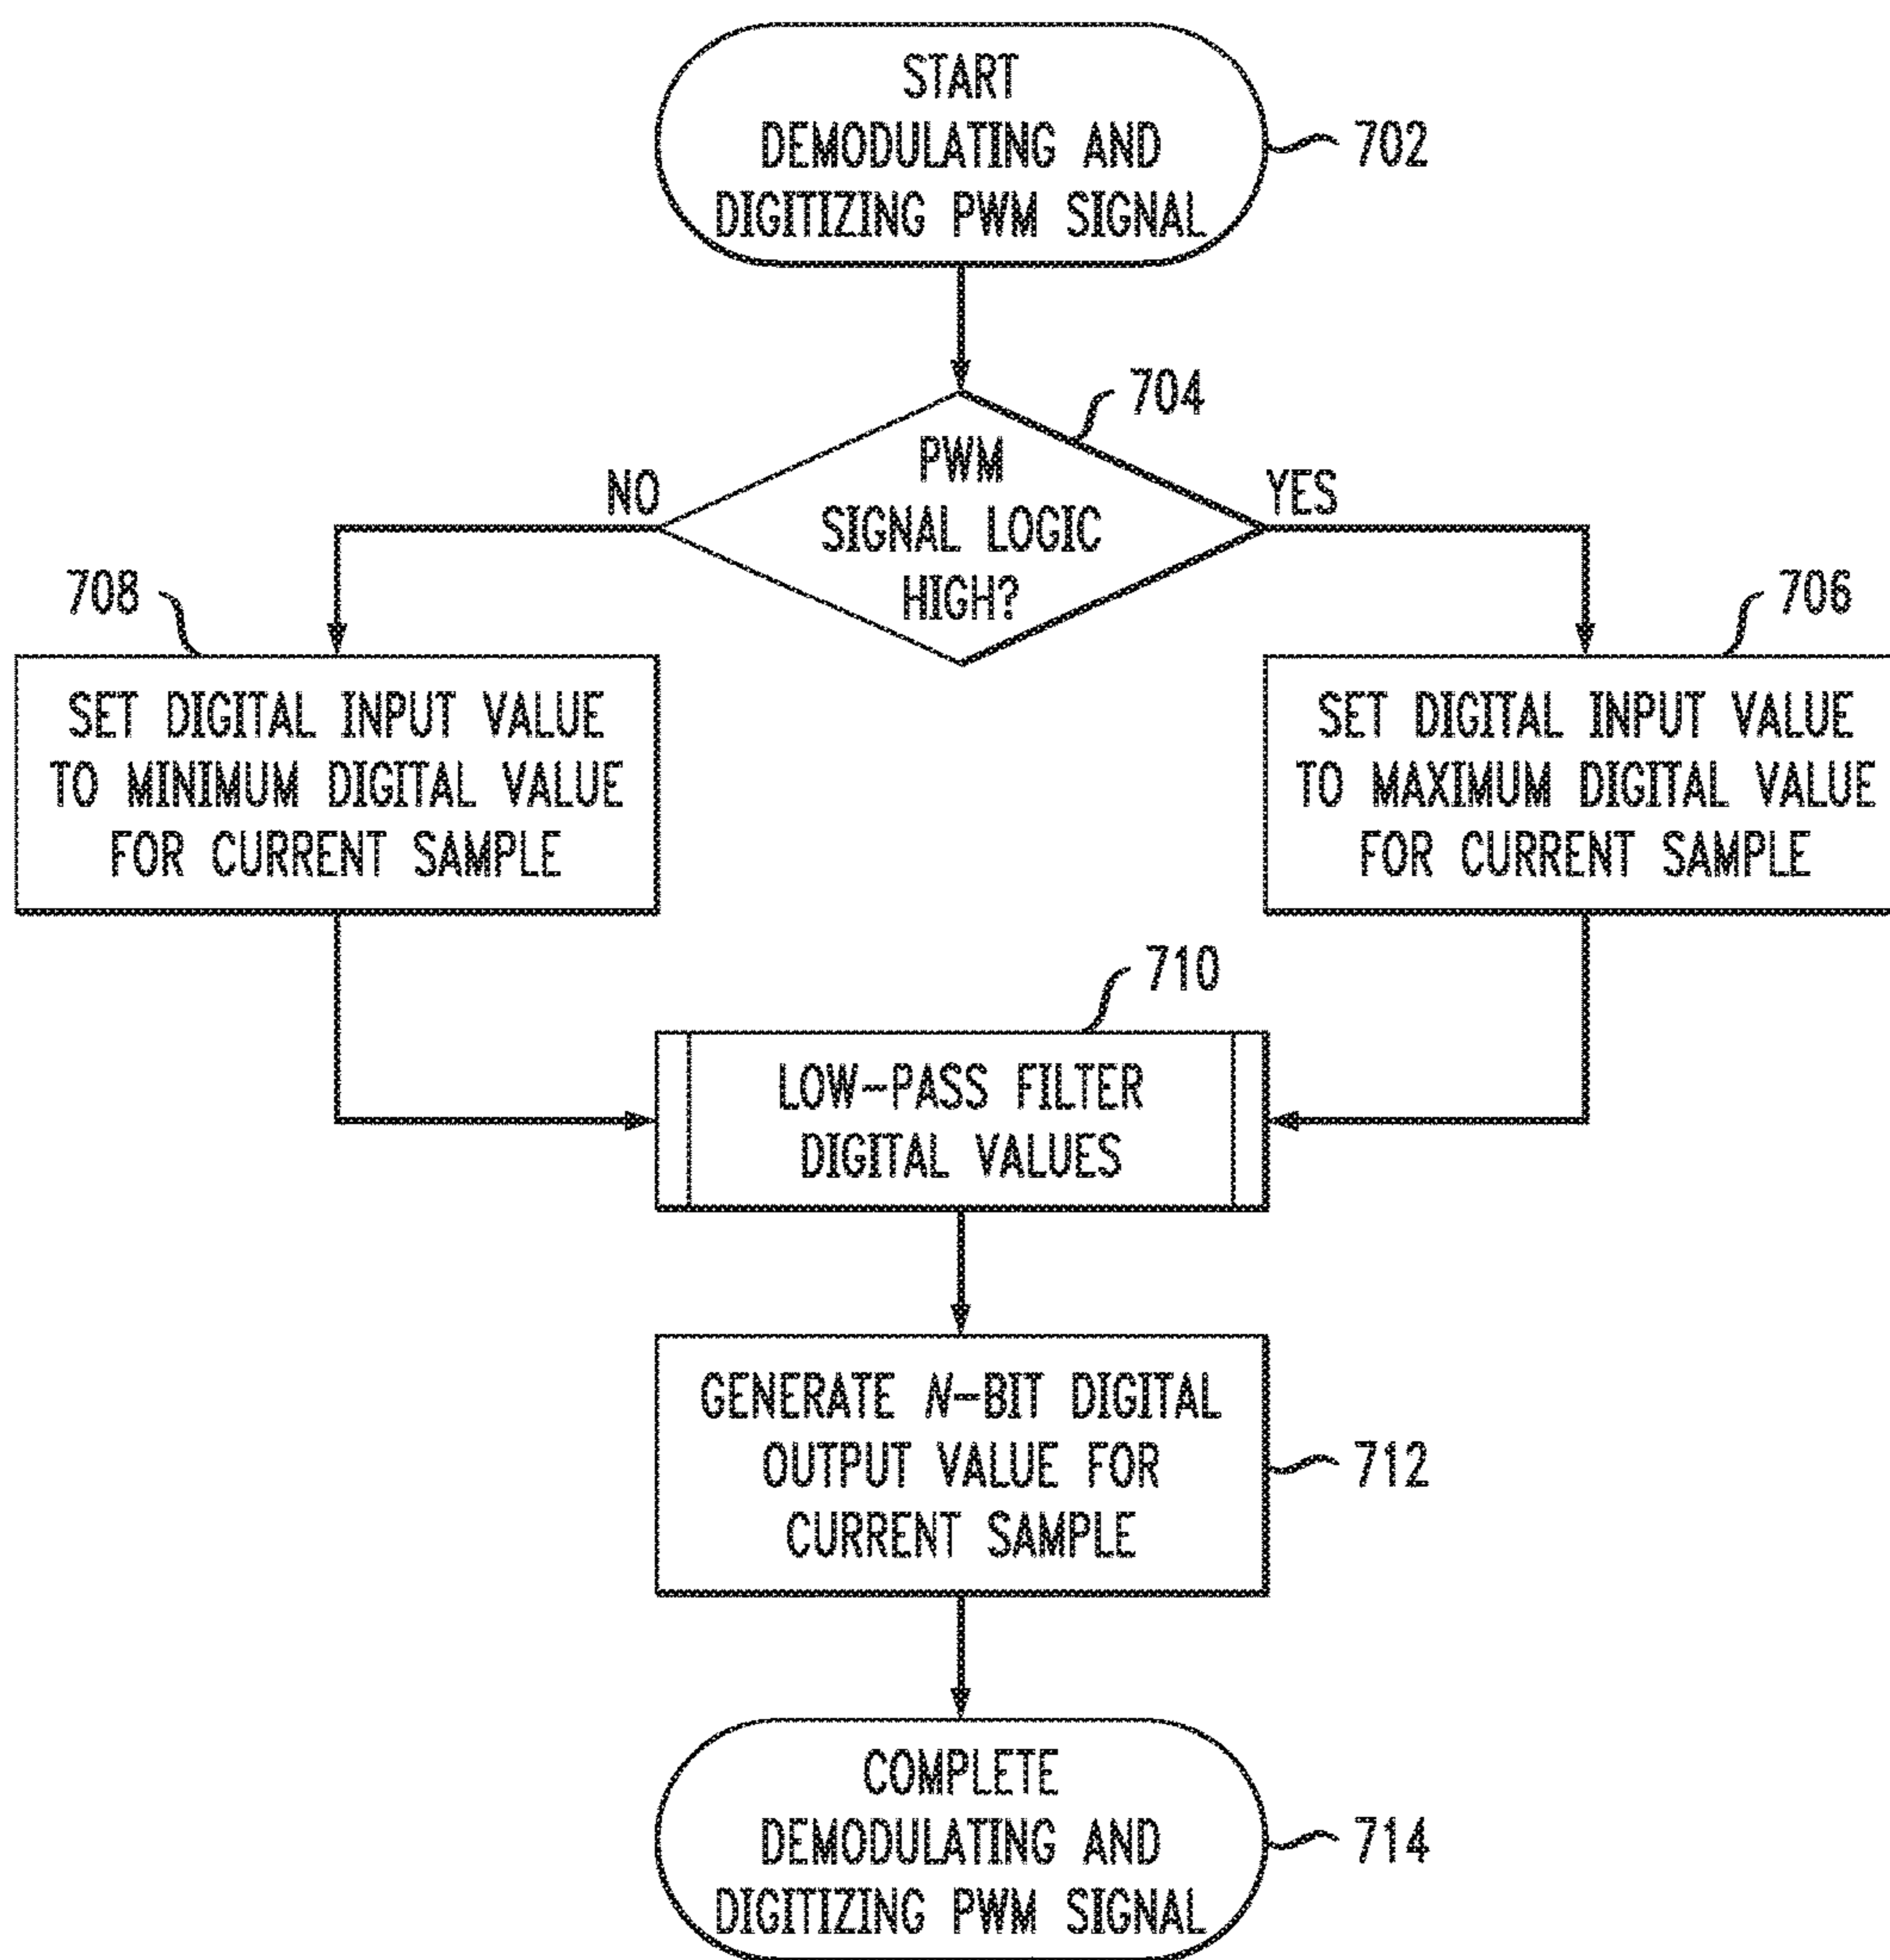 START
DEMODULATING AND
DIGITIZING PWM SIGNAL
702
704
PWM
SIGNAL LOGIC
HIGH?
NO
YES
708
SET DIGITAL INPUT VALUE
TO MINIMUM DIGITAL VALUE
FOR CURRENT SAMPLE
706
SET DIGITAL INPUT VALUE
TO MAXIMUM DIGITAL VALUE
FOR CURRENT SAMPLE
710
LOW-PASS FILTER
DIGITAL VALUES
GENERATE N-BIT DIGITAL
OUTPUT VALUE FOR
CURRENT SAMPLE
712
COMPLETE
DEMODULATING AND
DIGITIZING PWM SIGNAL
714